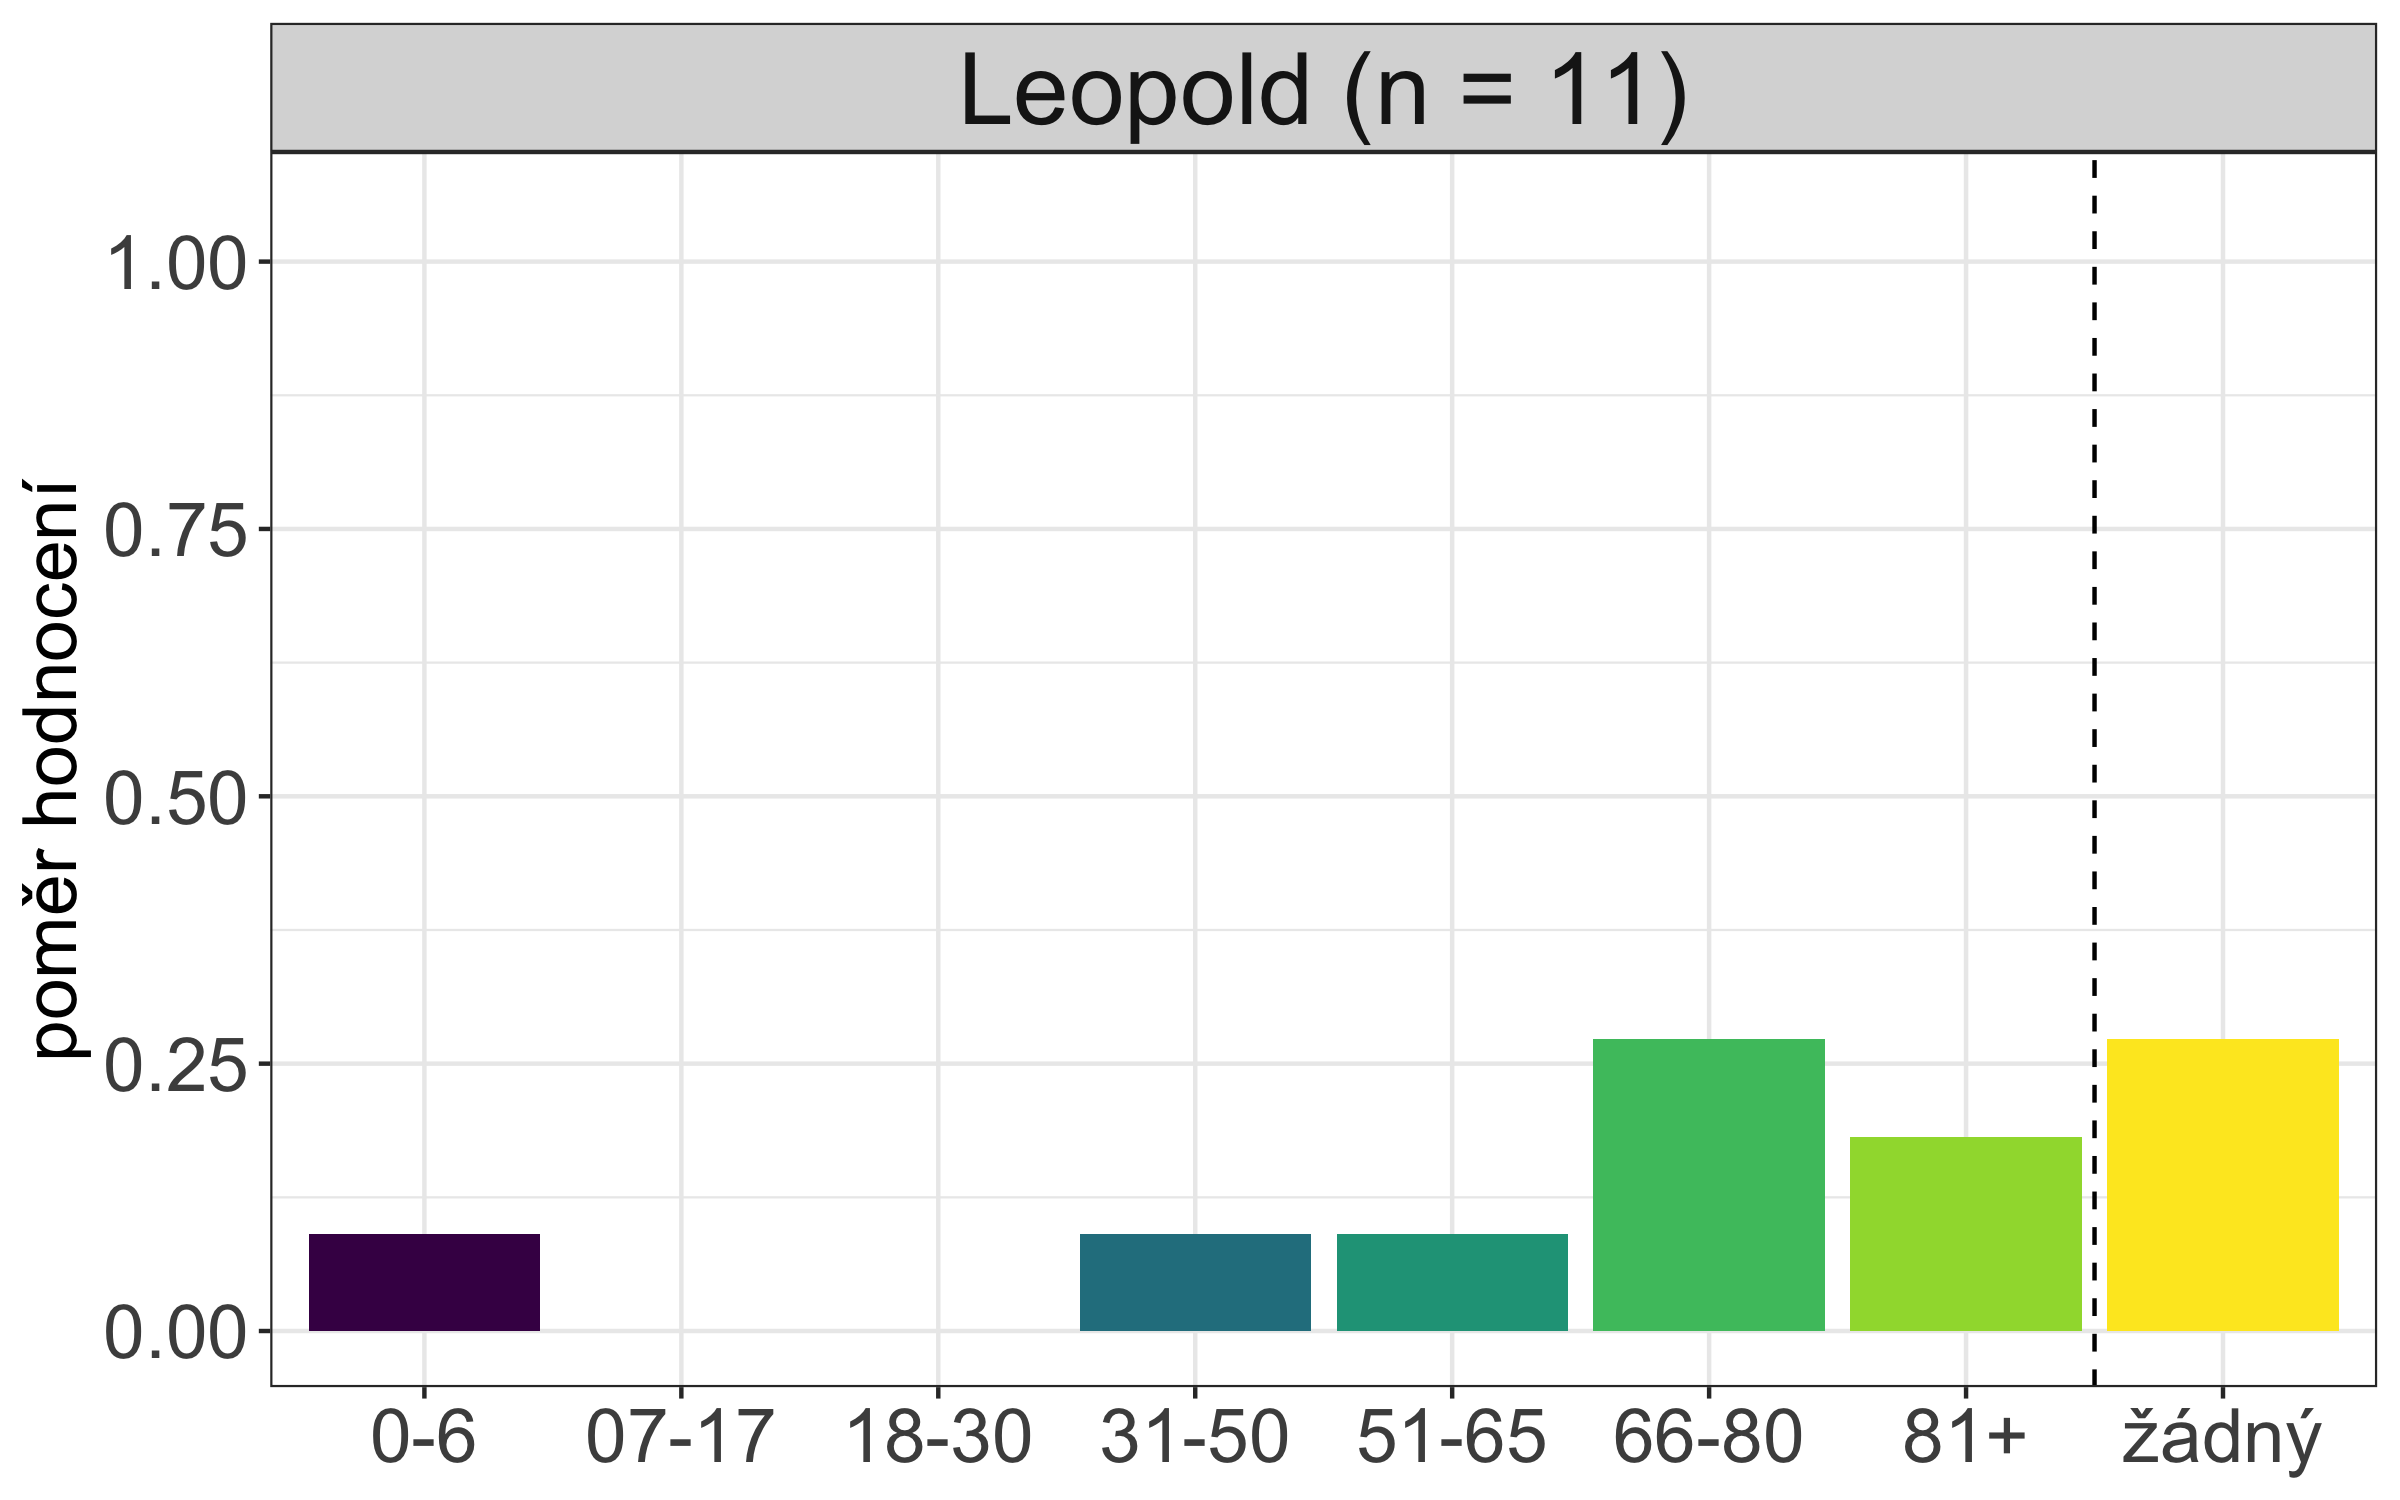 Leopold (n = 11)
poměr hodnocení
1.00
0.75
0.50
0.25
0.00
0-6 07-17 18-30 31-50 51-65 66-80 81+ žádný